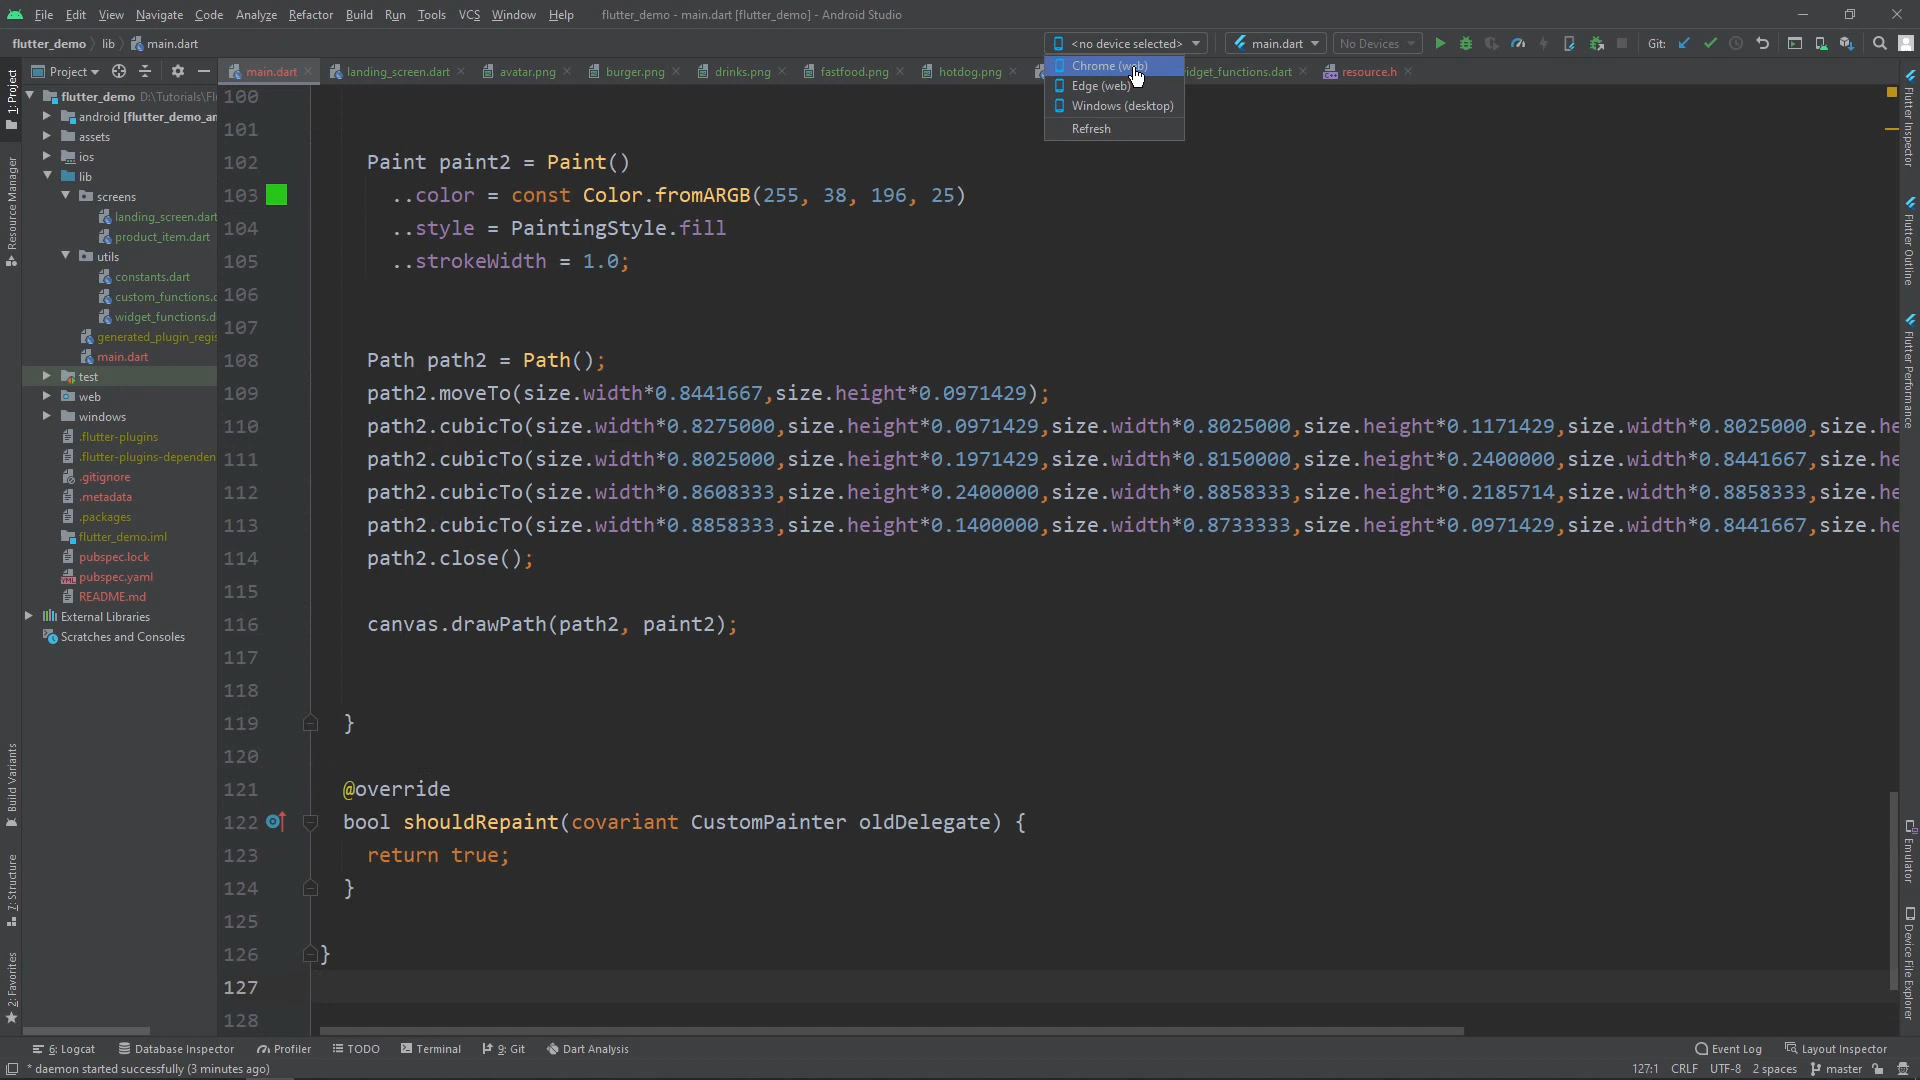 File Edit View Navigate Code Analyze Refactor Build Run Tools VCS Window Help flutter_demo - main.dart [flutter_demo] - Android Studio
flutter_demo lib main.dart <no device selected> main.dart No Devices Git:
Project main.dart landing_screen.dart avatar.png burger.png drinks.png fastfood.png hotdog.png idget_functions.dart resource.h
Chrome (web)
Edge (web)
Windows (desktop)
Refresh
1: Project
Resource Manager
Build Variants
7: Structure
2: Favorites
flutter_demo D:\Tutorials\Fl
android [flutter_demo_an
assets
ios
lib
screens
landing_screen.dart
product_item.dart
utils
constants.dart
custom_functions.d
widget_functions.d
generated_plugin_regis
main.dart
test
web
windows
.flutter-plugins
.flutter-plugins-dependen
.gitignore
.metadata
.packages
flutter_demo.iml
pubspec.lock
pubspec.yaml
README.md
External Libraries
Scratches and Consoles
100
101
102 Paint paint2 = Paint()
103 ..color = const Color.fromARGB(255, 38, 196, 25)
104 ..style = PaintingStyle.fill
105 ..strokeWidth = 1.0;
106
107
108 Path path2 = Path();
109 path2.moveTo(size.width*0.8441667,size.height*0.0971429);
110 path2.cubicTo(size.width*0.8275000,size.height*0.0971429,size.width*0.8025000,size.height*0.1171429,size.width*0.8025000,size.he
111 path2.cubicTo(size.width*0.8025000,size.height*0.1971429,size.width*0.8150000,size.height*0.2400000,size.width*0.8441667,size.he
112 path2.cubicTo(size.width*0.8608333,size.height*0.2400000,size.width*0.8858333,size.height*0.2185714,size.width*0.8858333,size.he
113 path2.cubicTo(size.width*0.8858333,size.height*0.1400000,size.width*0.8733333,size.height*0.0971429,size.width*0.8441667,size.he
114 path2.close();
115
116 canvas.drawPath(path2, paint2);
117
118
119 }
120
121 @override
122 bool shouldRepaint(covariant CustomPainter oldDelegate) {
123 return true;
124 }
125
126 }
127
128
Flutter Inspector
Flutter Outline
Flutter Performance
Emulator
Device File Explorer
6: Logcat Database Inspector Profiler TODO Terminal 9: Git Dart Analysis Event Log Layout Inspector
* daemon started successfully (3 minutes ago) 127:1 CRLF UTF-8 2 spaces master